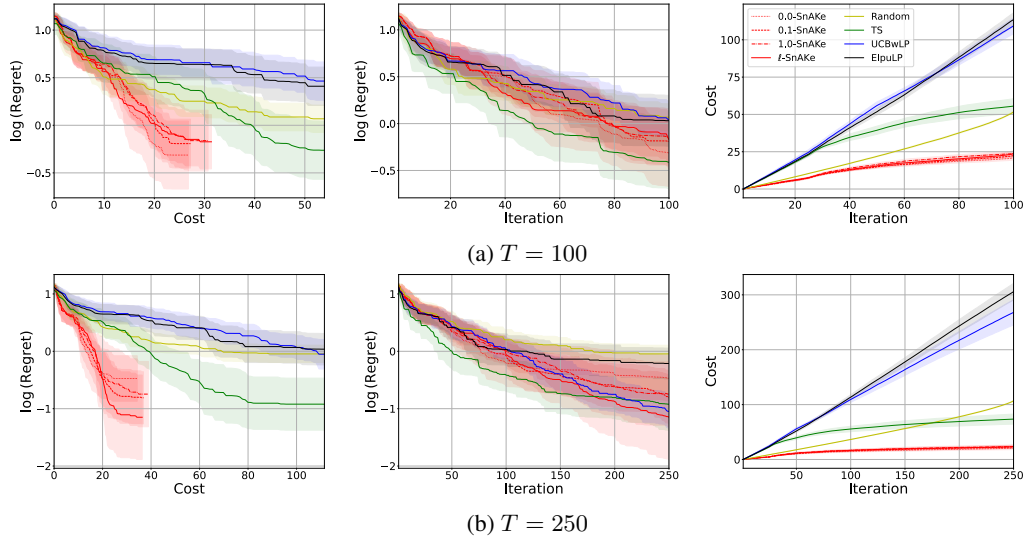 1.0
0.5
0.0
−0.5
log (Regret)
0 10 20 30 40 50
Cost
1.0
0.5
0.0
−0.5
log (Regret)
20 40 60 80 100
Iteration
100
75
50
25
0
Cost
20 40 60 80 100
Iteration
0.0-SnAKe
0.1-SnAKe
1.0-SnAKe
ℓ-SnAKe
Random
TS
UCBwLP
EIpuLP
(a) T = 100
1
0
−1
−2
log (Regret)
0 20 40 60 80 100
Cost
1
0
−1
−2
log (Regret)
50 100 150 200 250
Iteration
300
200
100
0
Cost
50 100 150 200 250
Iteration
(b) T = 250